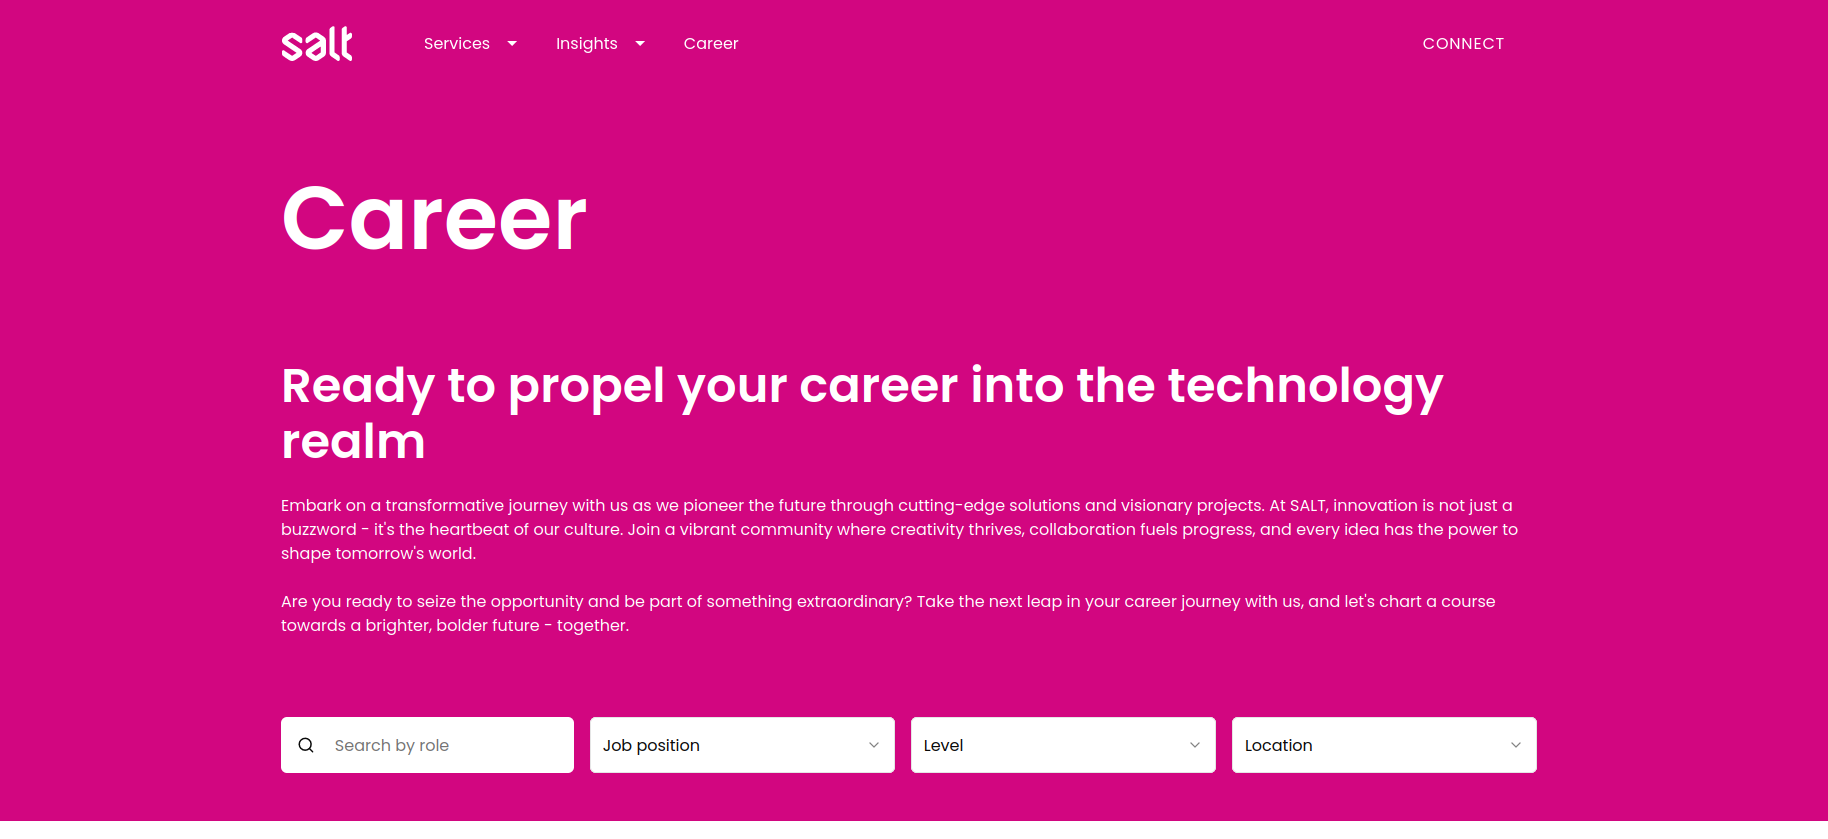 salt
Services
Insights
Career
CONNECT
Career
Ready to propel your career into the technology
realm
Embark on a transformative journey with us as we pioneer the future through cutting-edge solutions and visionary projects. At SALT, innovation is not just a
buzzword - it's the heartbeat of our culture. Join a vibrant community where creativity thrives, collaboration fuels progress, and every idea has the power to
shape tomorrow's world.
Are you ready to seize the opportunity and be part of something extraordinary? Take the next leap in your career journey with us, and let's chart a course
towards a brighter, bolder future - together.
Search by role
Job position
Level
Location